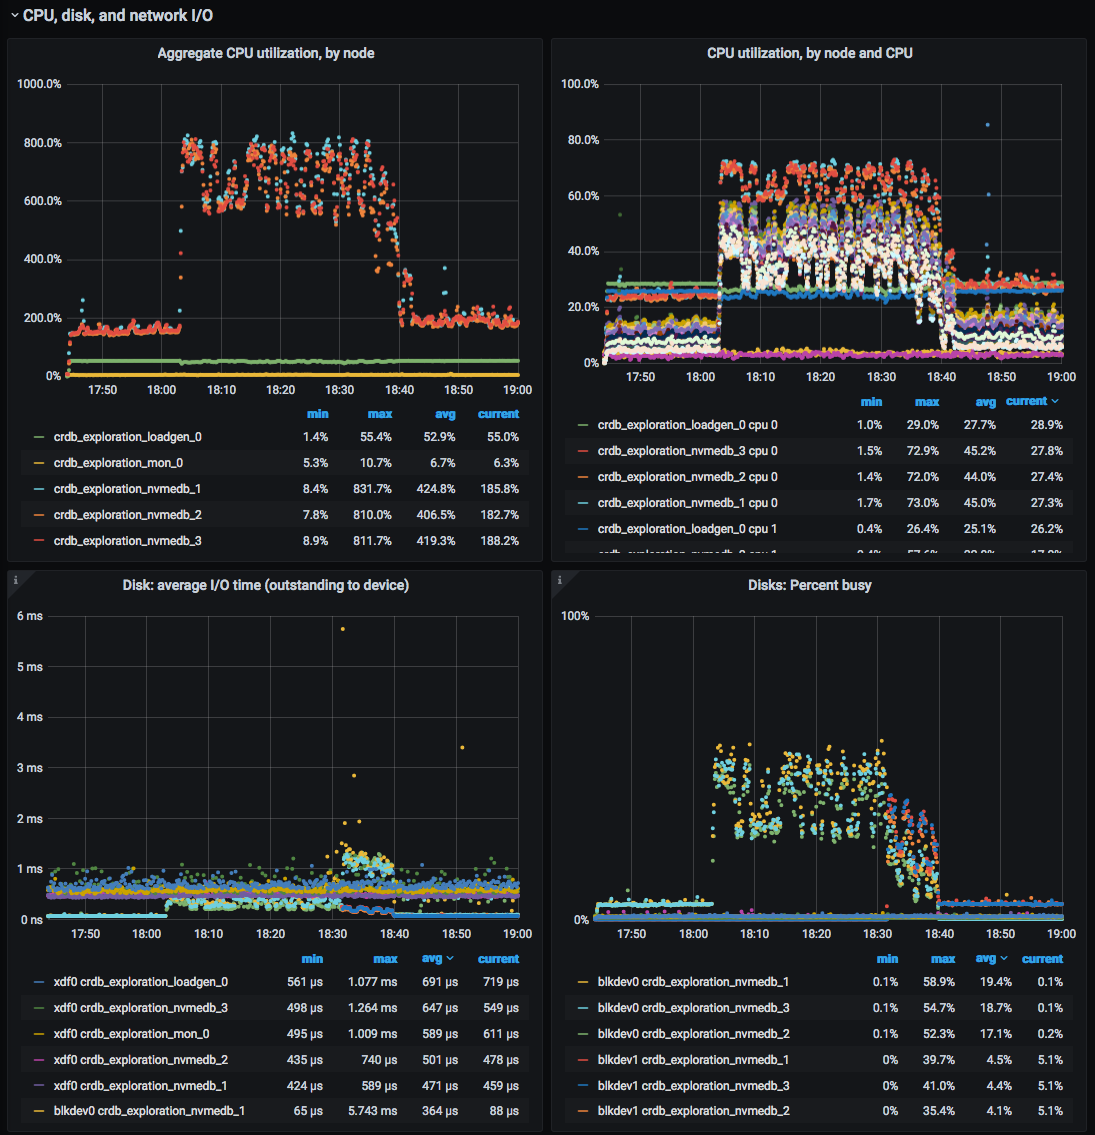 CPU, disk, and network I/O
Aggregate CPU utilization, by node
1000.0%
800.0%
600.0%
400.0%
200.0%
0%
17:50 18:00 18:10 18:20 18:30 18:40 18:50 19:00
min max avg current
crdb_exploration_loadgen_0 1.4% 55.4% 52.9% 55.0%
crdb_exploration_mon_0 5.3% 10.7% 6.7% 6.3%
crdb_exploration_nvmedb_1 8.4% 831.7% 424.8% 185.8%
crdb_exploration_nvmedb_2 7.8% 810.0% 406.5% 182.7%
crdb_exploration_nvmedb_3 8.9% 811.7% 419.3% 188.2%
CPU utilization, by node and CPU
100.0%
80.0%
60.0%
40.0%
20.0%
0%
17:50 18:00 18:10 18:20 18:30 18:40 18:50 19:00
min max avg current
crdb_exploration_loadgen_0 cpu 0 1.0% 29.0% 27.7% 28.9%
crdb_exploration_nvmedb_3 cpu 0 1.5% 72.9% 45.2% 27.8%
crdb_exploration_nvmedb_2 cpu 0 1.4% 72.0% 44.0% 27.4%
crdb_exploration_nvmedb_1 cpu 0 1.7% 73.0% 45.0% 27.3%
crdb_exploration_loadgen_0 cpu 1 0.4% 26.4% 25.1% 26.2%
i
Disk: average I/O time (outstanding to device)
6 ms
5 ms
4 ms
3 ms
2 ms
1 ms
0 ns
17:50 18:00 18:10 18:20 18:30 18:40 18:50 19:00
min max avg current
xdf0 crdb_exploration_loadgen_0 561 µs 1.077 ms 691 µs 719 µs
xdf0 crdb_exploration_nvmedb_3 498 µs 1.264 ms 647 µs 549 µs
xdf0 crdb_exploration_mon_0 495 µs 1.009 ms 589 µs 611 µs
xdf0 crdb_exploration_nvmedb_2 435 µs 740 µs 501 µs 478 µs
xdf0 crdb_exploration_nvmedb_1 424 µs 589 µs 471 µs 459 µs
blkdev0 crdb_exploration_nvmedb_1 65 µs 5.743 ms 364 µs 88 µs
i
Disks: Percent busy
100%
0%
17:50 18:00 18:10 18:20 18:30 18:40 18:50 19:00
min max avg current
blkdev0 crdb_exploration_nvmedb_1 0.1% 58.9% 19.4% 0.1%
blkdev0 crdb_exploration_nvmedb_3 0.1% 54.7% 18.7% 0.1%
blkdev0 crdb_exploration_nvmedb_2 0.1% 52.3% 17.1% 0.2%
blkdev1 crdb_exploration_nvmedb_1 0% 39.7% 4.5% 5.1%
blkdev1 crdb_exploration_nvmedb_3 0% 41.0% 4.4% 5.1%
blkdev1 crdb_exploration_nvmedb_2 0% 35.4% 4.1% 5.1%